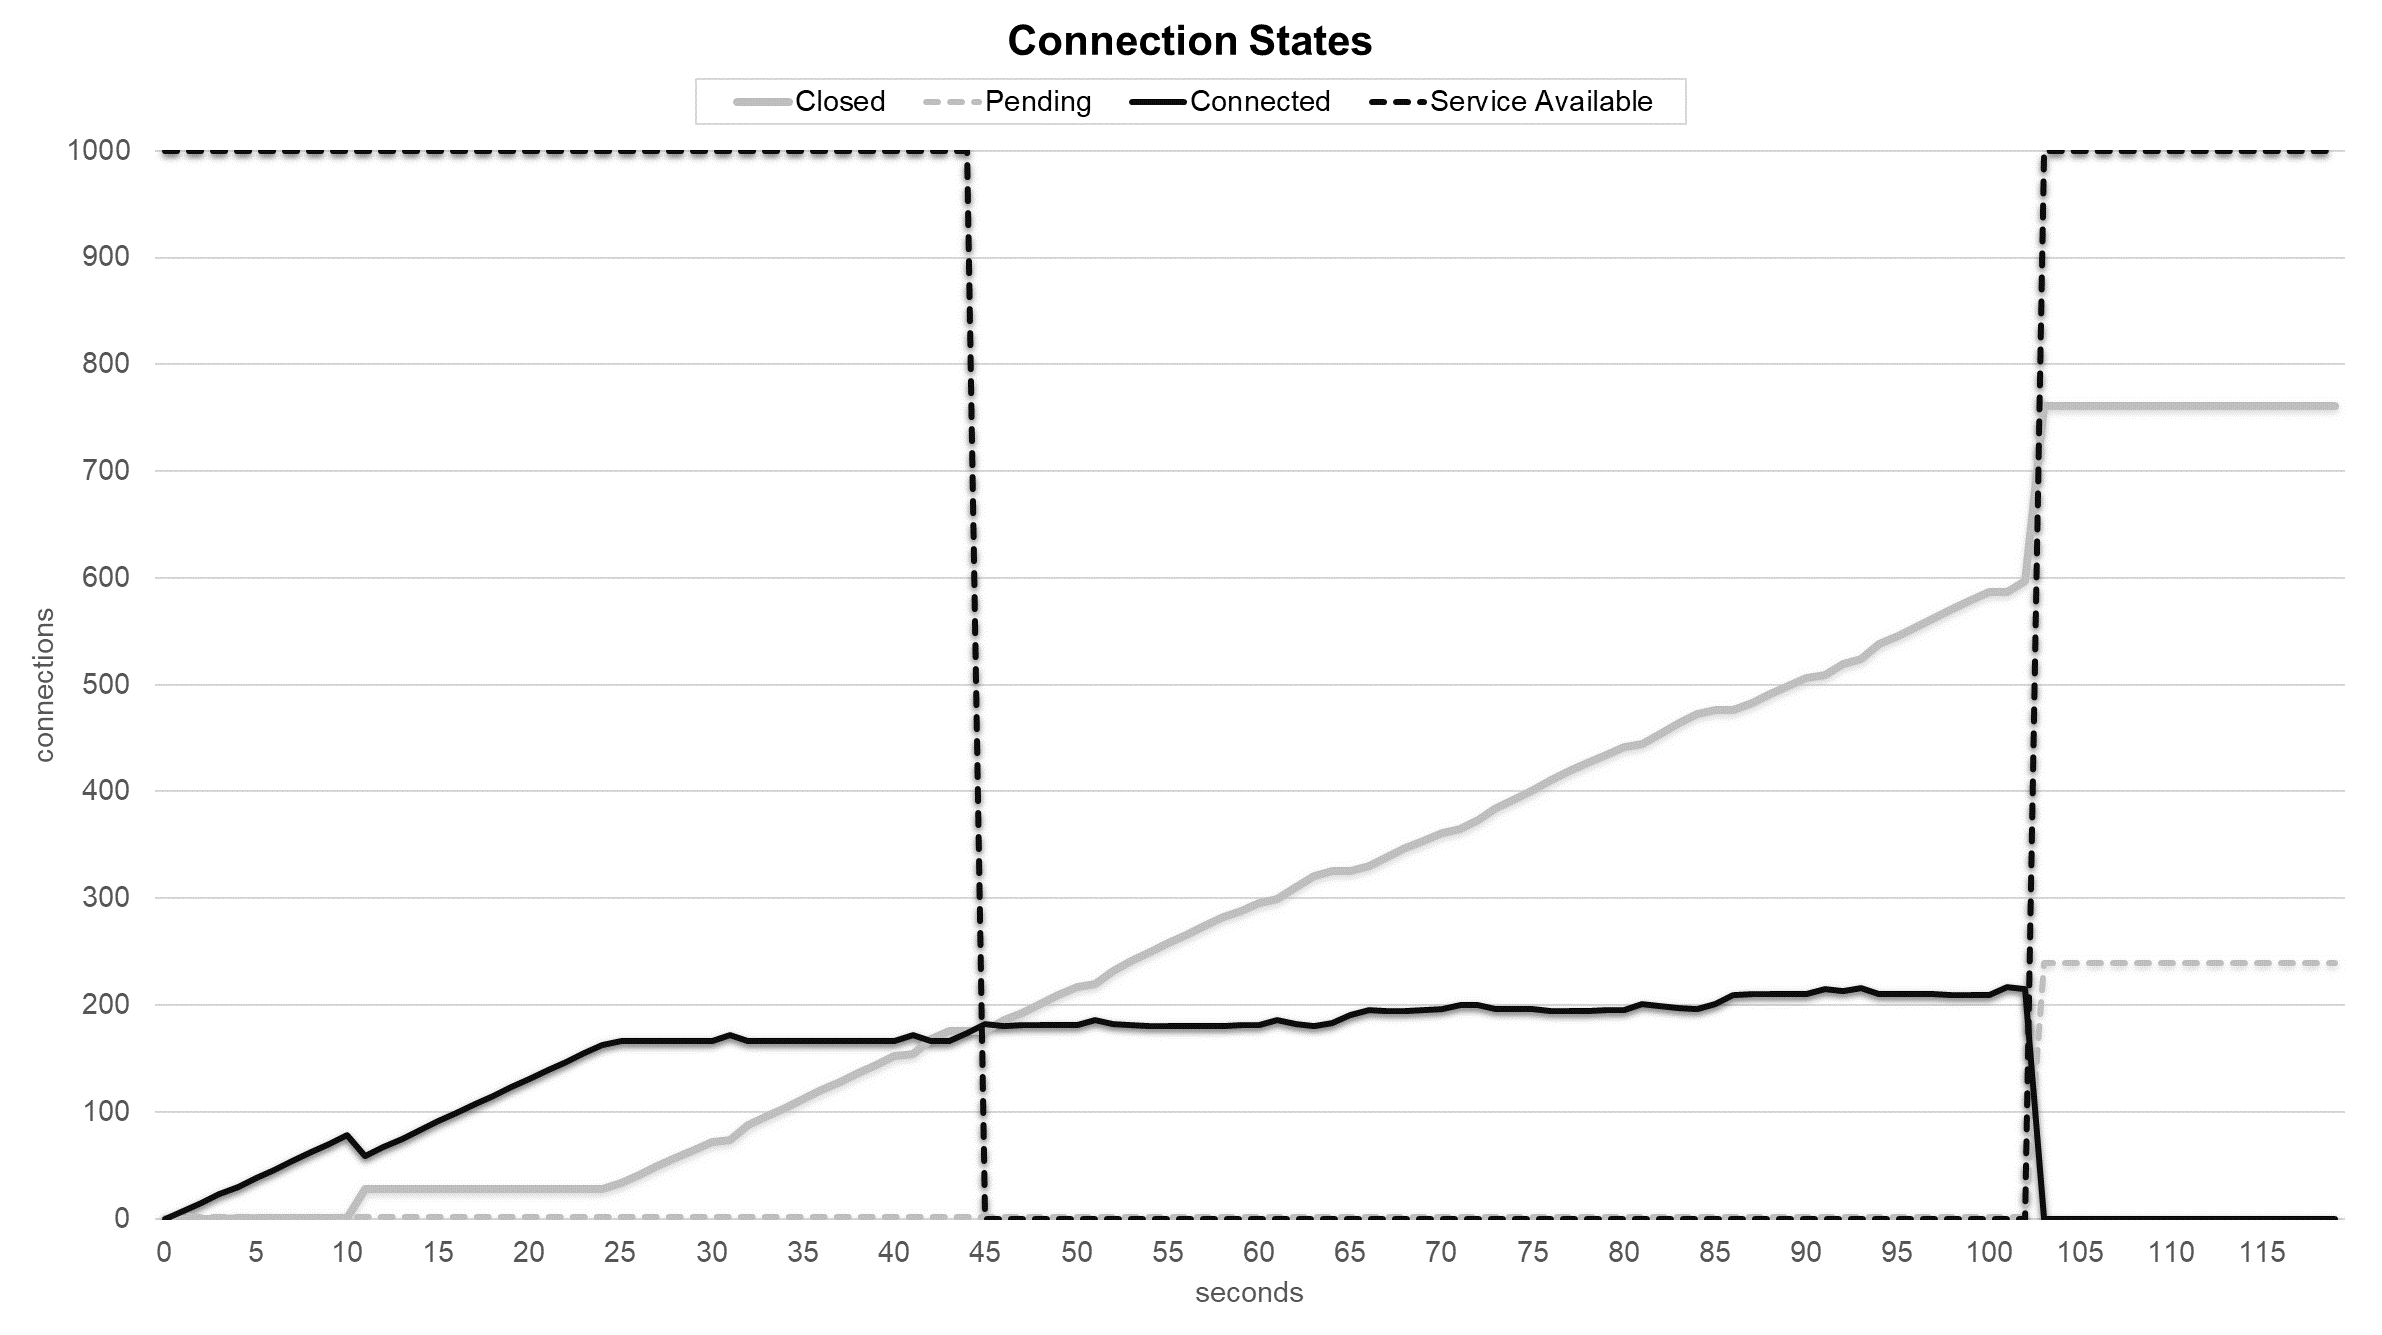 Connection States
Closed Pending Connected Service Available
1000
900
800
700
600
500
400
300
200
100
0
connections
0 5 10 15 20 25 30 35 40 45 50 55 60 65 70 75 80 85 90 95 100 105 110 115
seconds